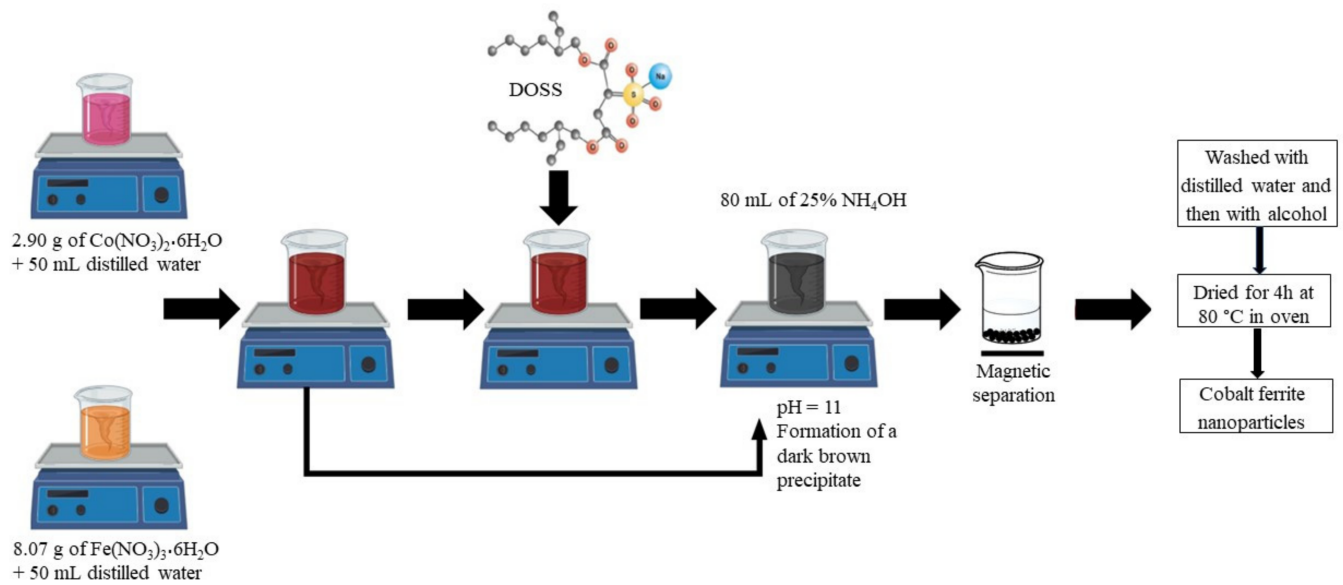 DOSS
O
O
O
O
O
O
O
S
Na
2.90 g of Co(NO₃)₂·6H₂O
+ 50 mL distilled water
8.07 g of Fe(NO₃)₃·6H₂O
+ 50 mL distilled water
80 mL of 25% NH₄OH
pH = 11
Formation of a
dark brown
precipitate
Magnetic
separation
Washed with
distilled water and
then with alcohol
Dried for 4h at
80 °C in oven
Cobalt ferrite
nanoparticles